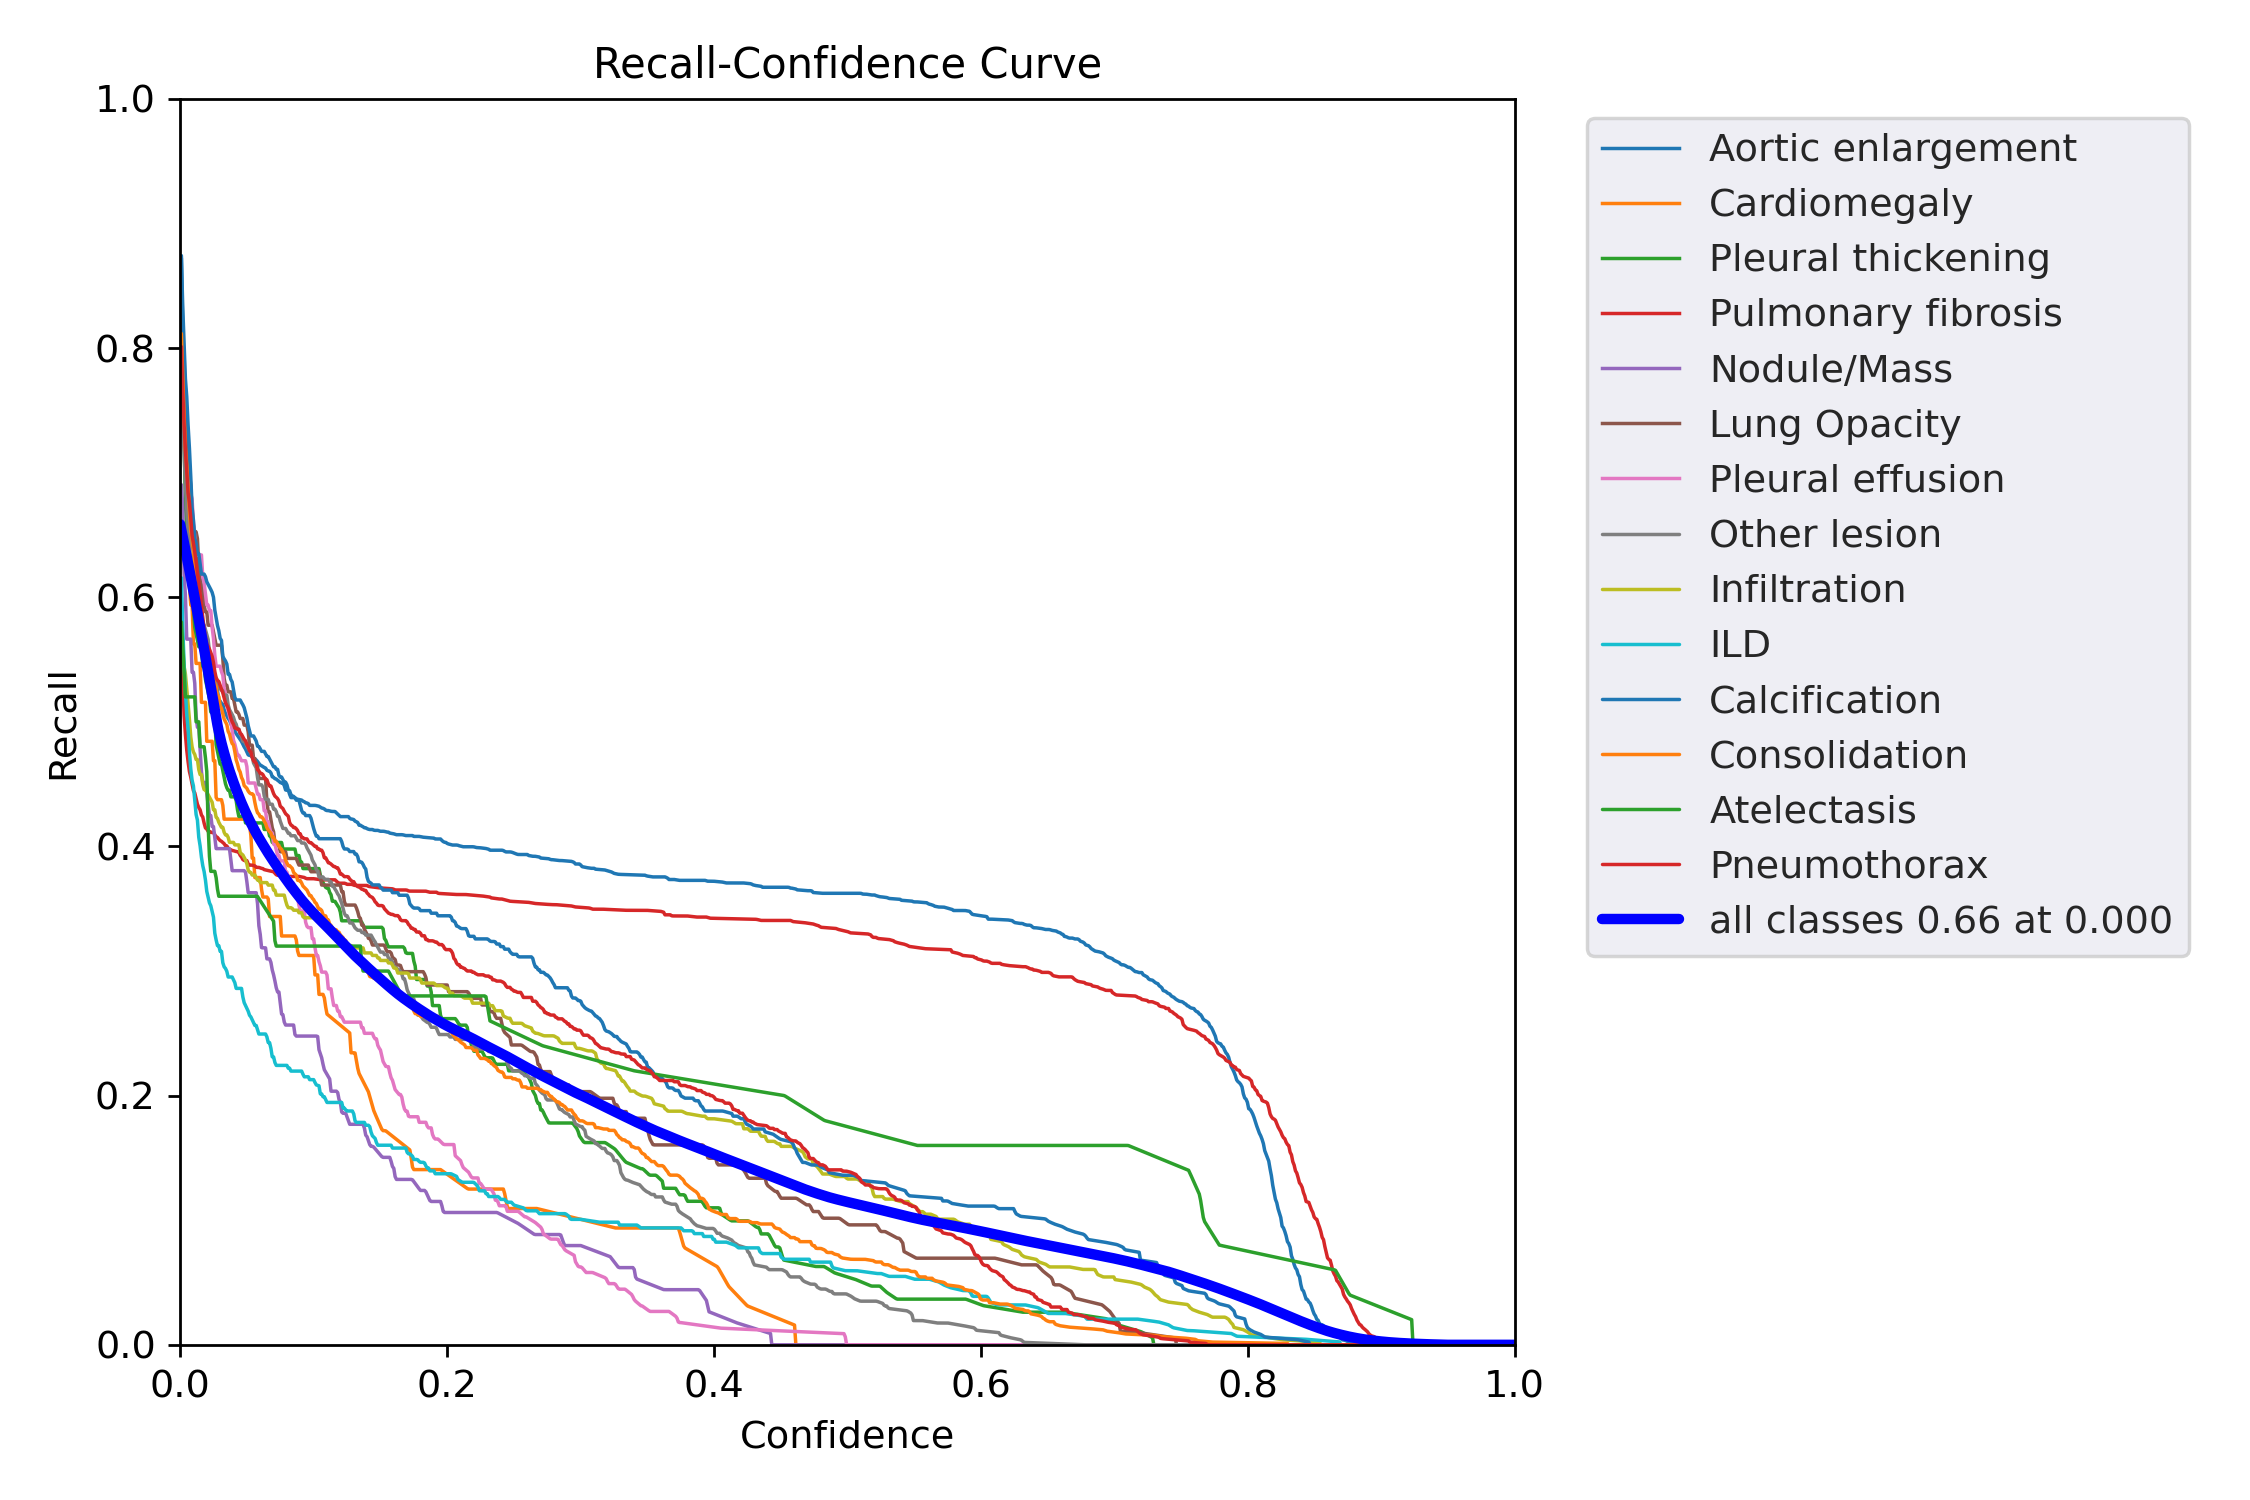 Recall-Confidence Curve
1.0
0.8
0.6
0.4
0.2
0.0
Recall
0.0 0.2 0.4 0.6 0.8 1.0
Confidence
Aortic enlargement
Cardiomegaly
Pleural thickening
Pulmonary fibrosis
Nodule/Mass
Lung Opacity
Pleural effusion
Other lesion
Infiltration
ILD
Calcification
Consolidation
Atelectasis
Pneumothorax
all classes 0.66 at 0.000